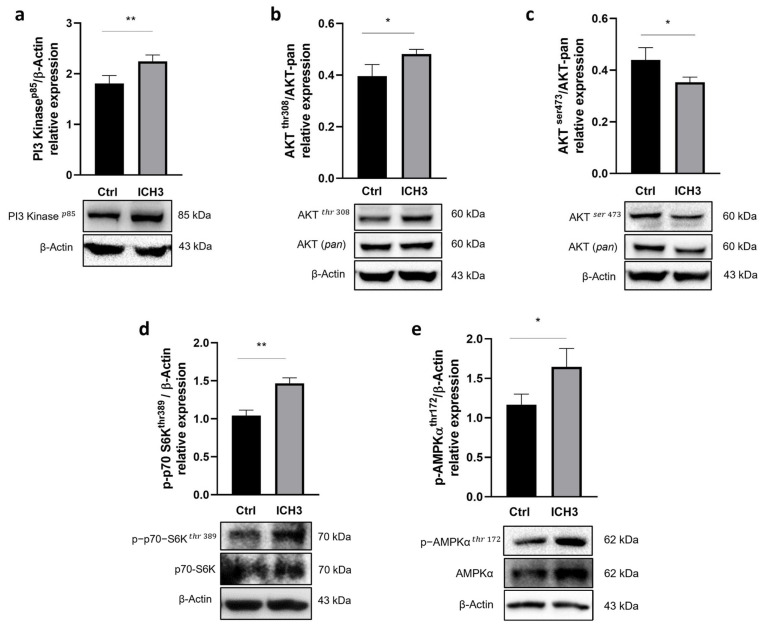 a
PI3 Kinase^p85/β-Actin
relative expression
3
2
1
0
**
Ctrl ICH3
PI3 Kinase ^p85 85 kDa
β-Actin 43 kDa
b
AKT ^thr308/AKT-pan
relative expression
0.6
0.4
0.2
0.0
*
Ctrl ICH3
AKT ^thr 308 60 kDa
AKT (pan) 60 kDa
β-Actin 43 kDa
c
AKT ^ser473/AKT-pan
relative expression
0.6
0.4
0.2
0.0
*
Ctrl ICH3
AKT ^ser 473
AKT (pan) 60 kDa
β-Actin 43 kDa
d
p-p70 S6K^thr389 / β-Actin
relative expression
2.0
1.5
1.0
0.5
0.0
**
Ctrl ICH3
p−p70−S6K^thr 389 70 kDa
p70-S6K 70 kDa
β-Actin 43 kDa
e
p-AMPKα^thr172/β-Actin
relative expression
2.0
1.5
1.0
0.5
0.0
*
Ctrl ICH3
p−AMPKα^thr 172 62 kDa
AMPKα 62 kDa
β-Actin 43 kDa